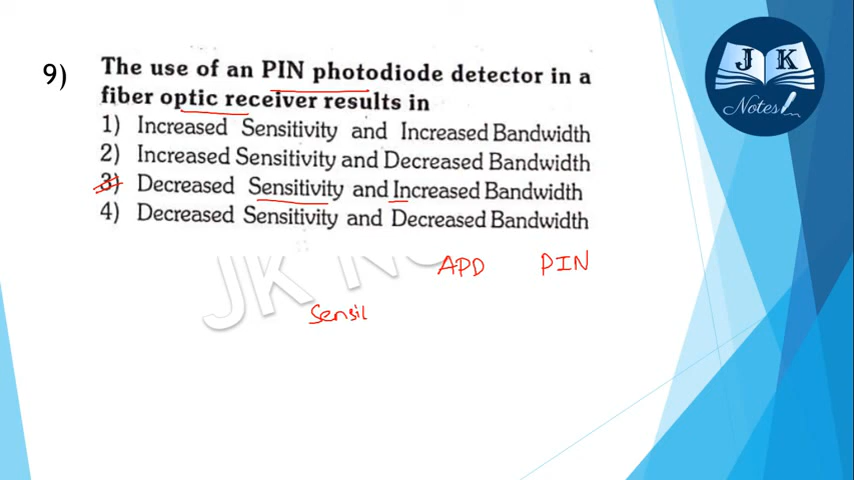 9)
The use of an PIN photodiode detector in a
fiber optic receiver results in
1) Increased Sensitivity and Increased Bandwidth
2) Increased Sensitivity and Decreased Bandwidth
3) Decreased Sensitivity and Increased Bandwidth
4) Decreased Sensitivity and Decreased Bandwidth
J K
Notes
JK NO
APD PIN
Sensi